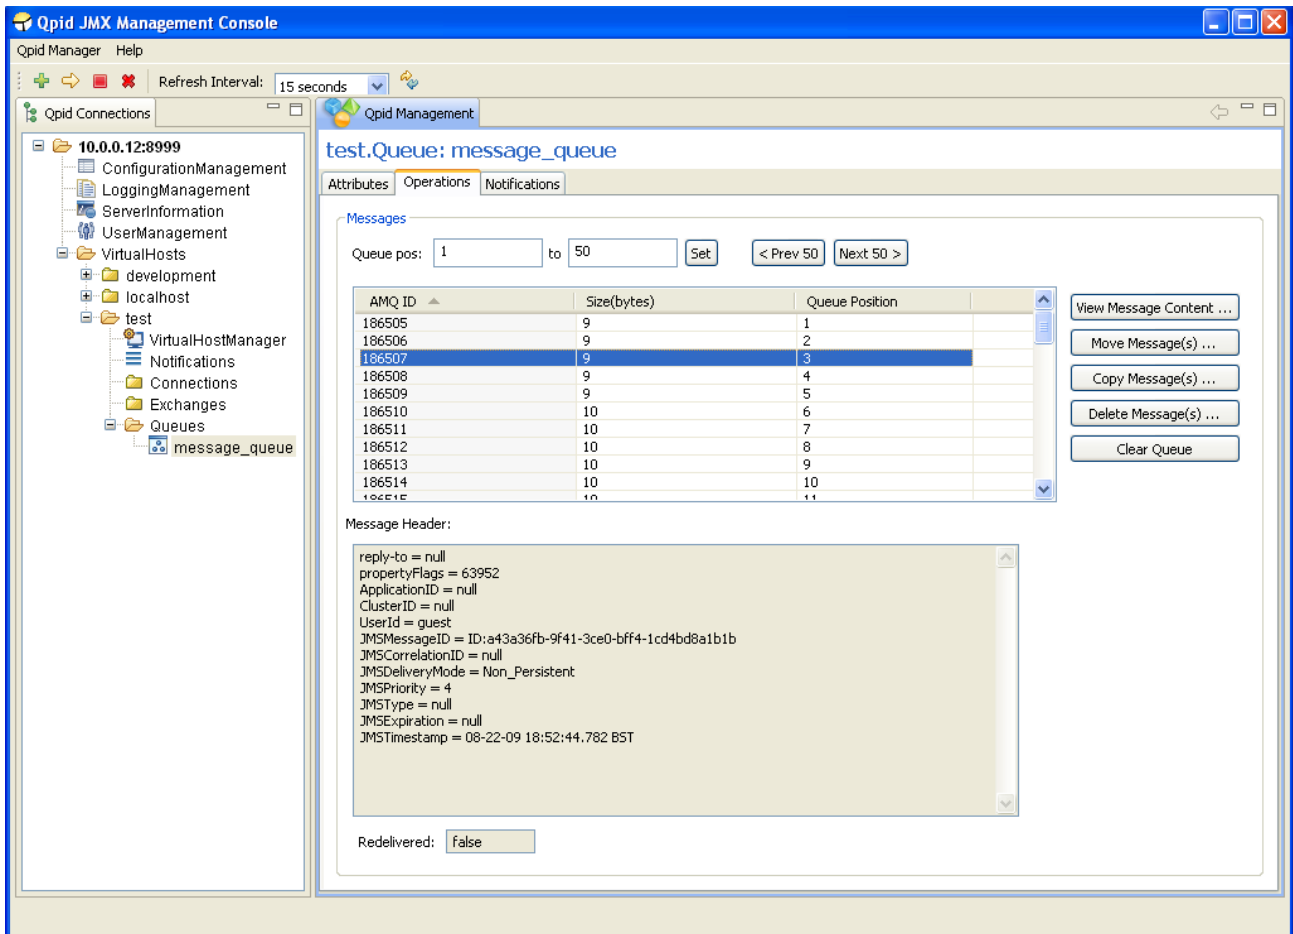 Qpid JMX Management Console
Qpid Manager Help
Refresh Interval: 15 seconds
Qpid Connections
10.0.0.12:8999
ConfigurationManagement
LoggingManagement
ServerInformation
UserManagement
VirtualHosts
development
localhost
test
VirtualHostManager
Notifications
Connections
Exchanges
Queues
message_queue
Qpid Management
test.Queue: message_queue
Attributes Operations Notifications
Messages
Queue pos: 1 to 50 Set < Prev 50 Next 50 >
AMQ ID Size(bytes) Queue Position
186505 9 1
186506 9 2
186507 9 3
186508 9 4
186509 9 5
186510 10 6
186511 10 7
186512 10 8
186513 10 9
186514 10 10
186515 10 11
View Message Content ...
Move Message(s) ...
Copy Message(s) ...
Delete Message(s) ...
Clear Queue
Message Header:
reply-to = null
propertyFlags = 63952
ApplicationID = null
ClusterID = null
UserId = guest
JMSMessageID = ID:a43a36fb-9f41-3ce0-bff4-1cd4bd8a1b1b
JMSCorrelationID = null
JMSDeliveryMode = Non_Persistent
JMSPriority = 4
JMSType = null
JMSExpiration = null
JMSTimestamp = 08-22-09 18:52:44.782 BST
Redelivered: false